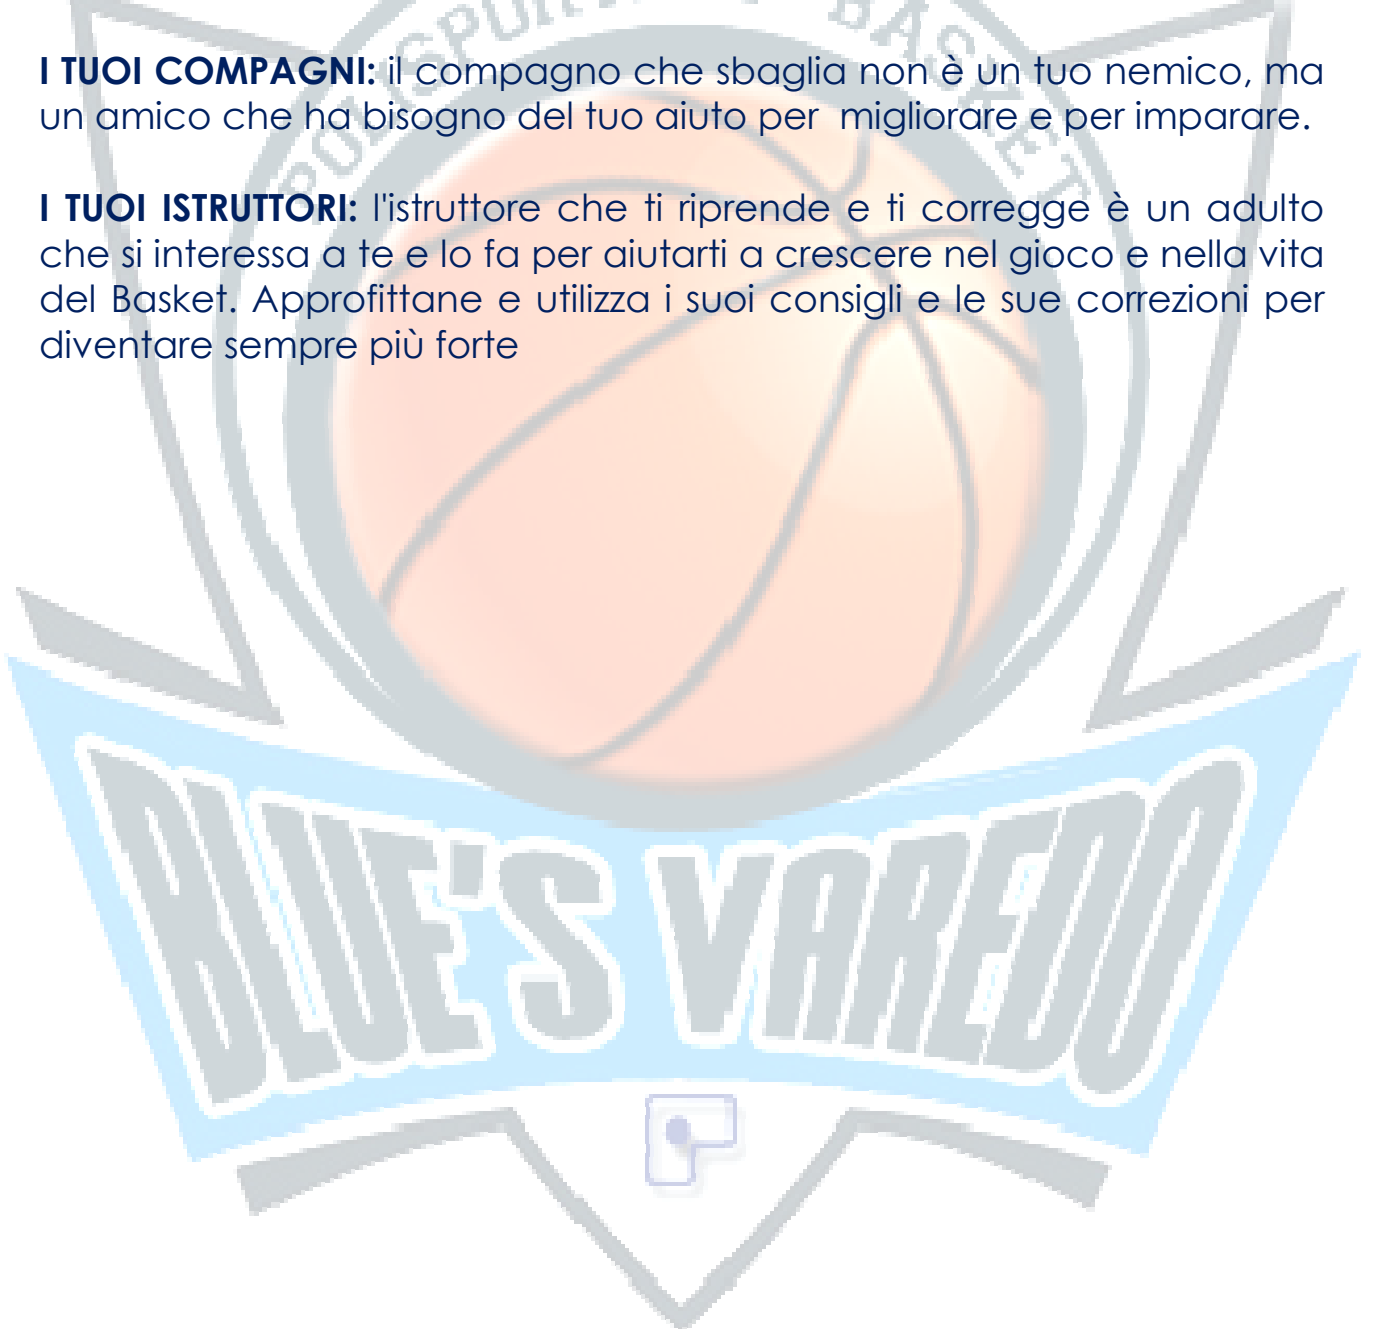 BASKET
I TUOI COMPAGNI: il compagno che sbaglia non è un tuo nemico, ma
un amico che ha bisogno del tuo aiuto per  migliorare e per imparare.
I TUOI ISTRUTTORI: l'istruttore che ti riprende e ti corregge è un adulto
che si interessa a te e lo fa per aiutarti a crescere nel gioco e nella vita
del Basket. Approfittane e utilizza i suoi consigli e le sue correzioni per
diventare sempre più forte
BLUE'S VAREDO